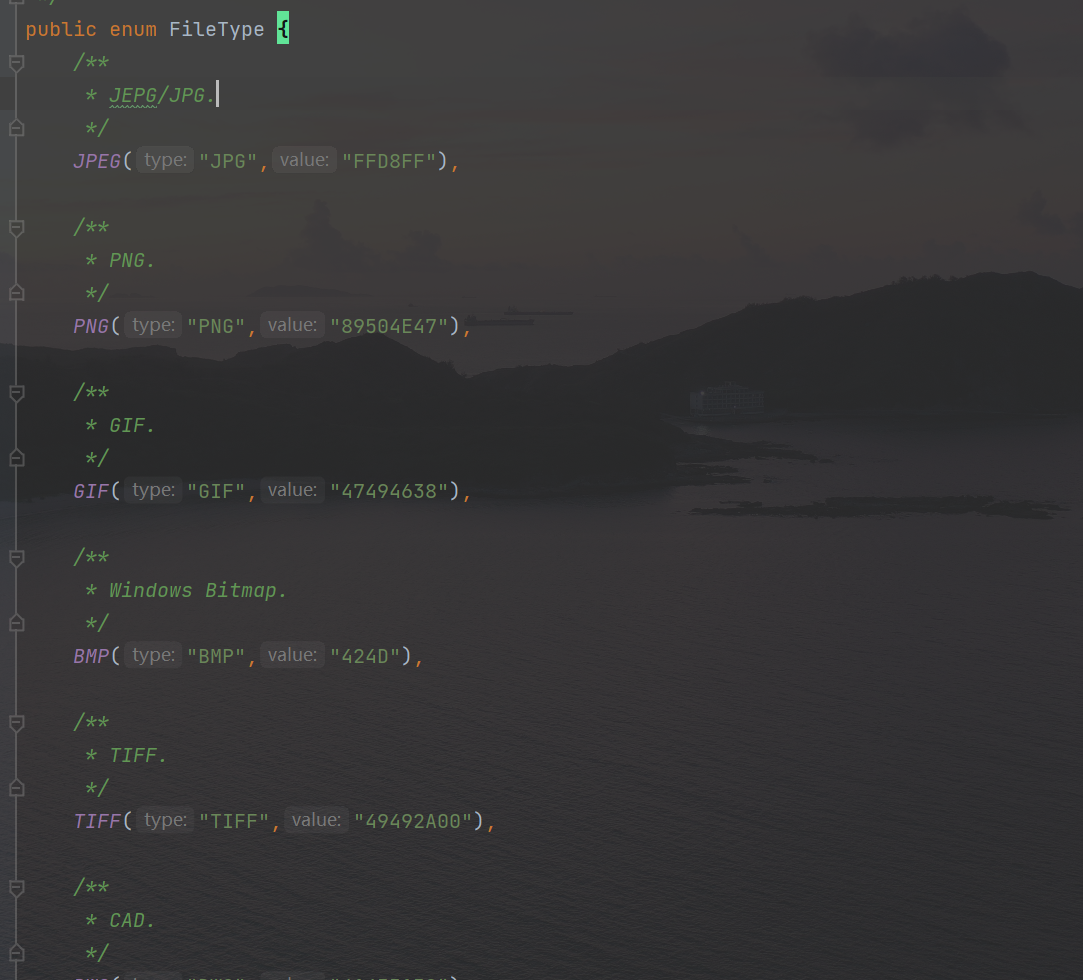 */
public enum FileType {
/**
* JEPG/JPG.
*/
JPEG( type: "JPG", value: "FFD8FF"),
/**
* PNG.
*/
PNG( type: "PNG", value: "89504E47"),
/**
* GIF.
*/
GIF( type: "GIF", value: "47494638"),
/**
* Windows Bitmap.
*/
BMP( type: "BMP", value: "424D"),
/**
* TIFF.
*/
TIFF( type: "TIFF", value: "49492A00"),
/**
* CAD.
*/